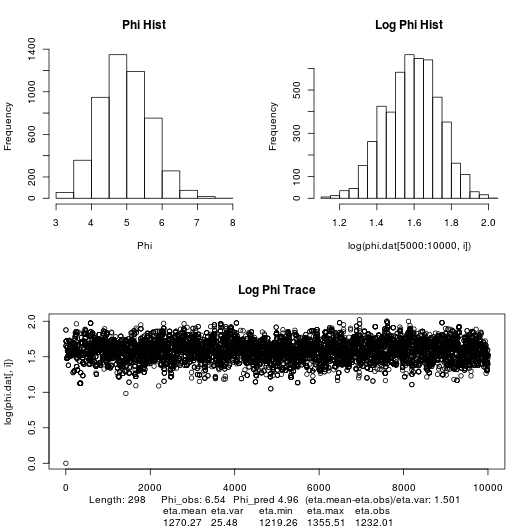 Phi Hist
Log Phi Hist
Frequency
0
200
600
1000
1400
3 4 5 6 7 8
Phi
Frequency
0
100
300
500
1.2 1.4 1.6 1.8 2.0
log(phi.dat[5000:10000, i])
Log Phi Trace
log(phi.dat[, i])
0.0
0.5
1.0
1.5
2.0
0 2000 4000 6000 8000 10000
Length: 298 Phi_obs: 6.54 Phi_pred 4.96 (eta.mean-eta.obs)/eta.var: 1.501
eta.mean eta.var eta.min eta.max eta.obs
1270.27 25.48 1219.26 1355.51 1232.01